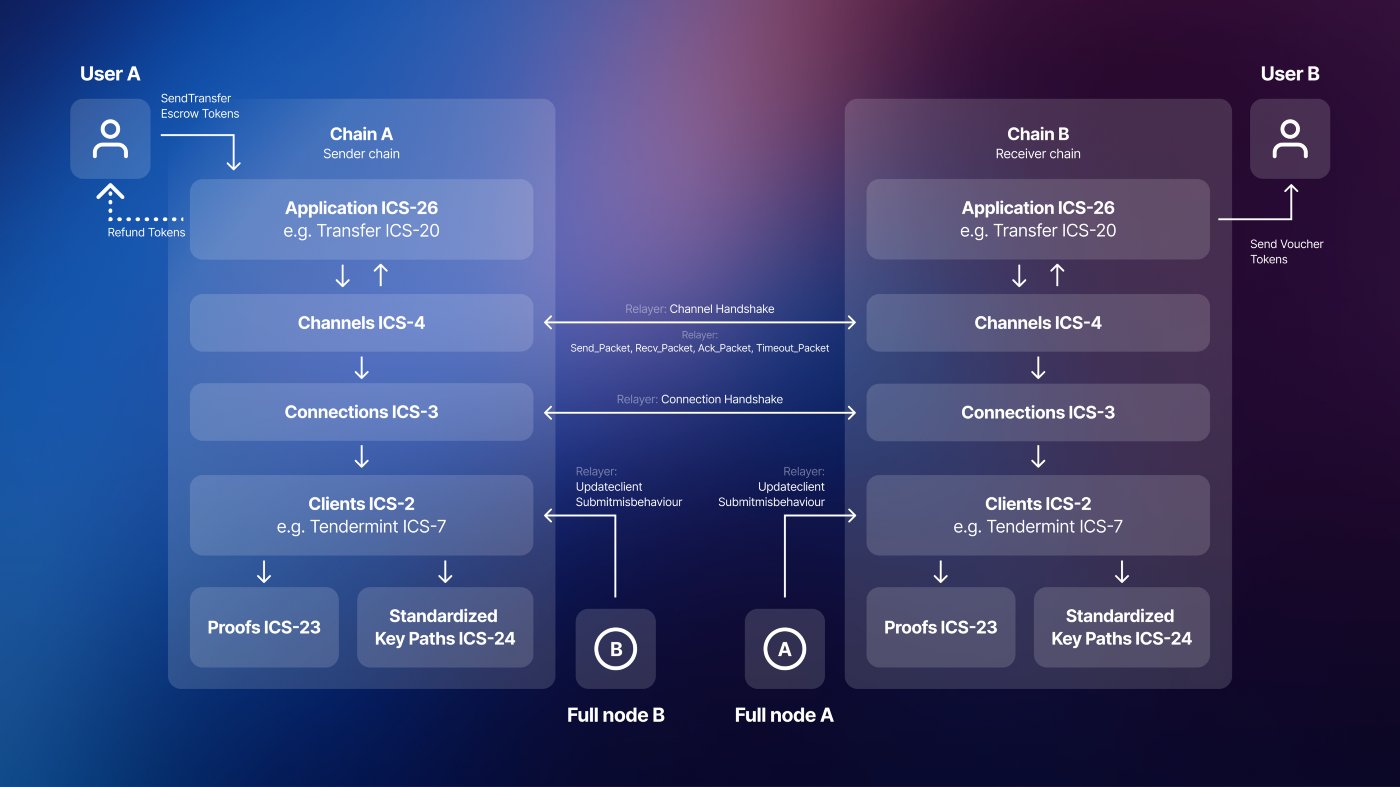 User A
SendTransfer
Escrow Tokens
Refund Tokens
Chain A
Sender chain
Application ICS-26
e.g. Transfer ICS-20
Channels ICS-4
Connections ICS-3
Clients ICS-2
e.g. Tendermint ICS-7
Proofs ICS-23
Standardized
Key Paths ICS-24
Relayer: Channel Handshake
Relayer:
Send_Packet, Recv_Packet, Ack_Packet, Timeout_Packet
Relayer: Connection Handshake
Relayer:
Updateclient
Submitmisbehaviour
Relayer:
Updateclient
Submitmisbehaviour
B
Full node B
A
Full node A
Chain B
Receiver chain
Application ICS-26
e.g. Transfer ICS-20
Channels ICS-4
Connections ICS-3
Clients ICS-2
e.g. Tendermint ICS-7
Proofs ICS-23
Standardized
Key Paths ICS-24
User B
Send Voucher
Tokens